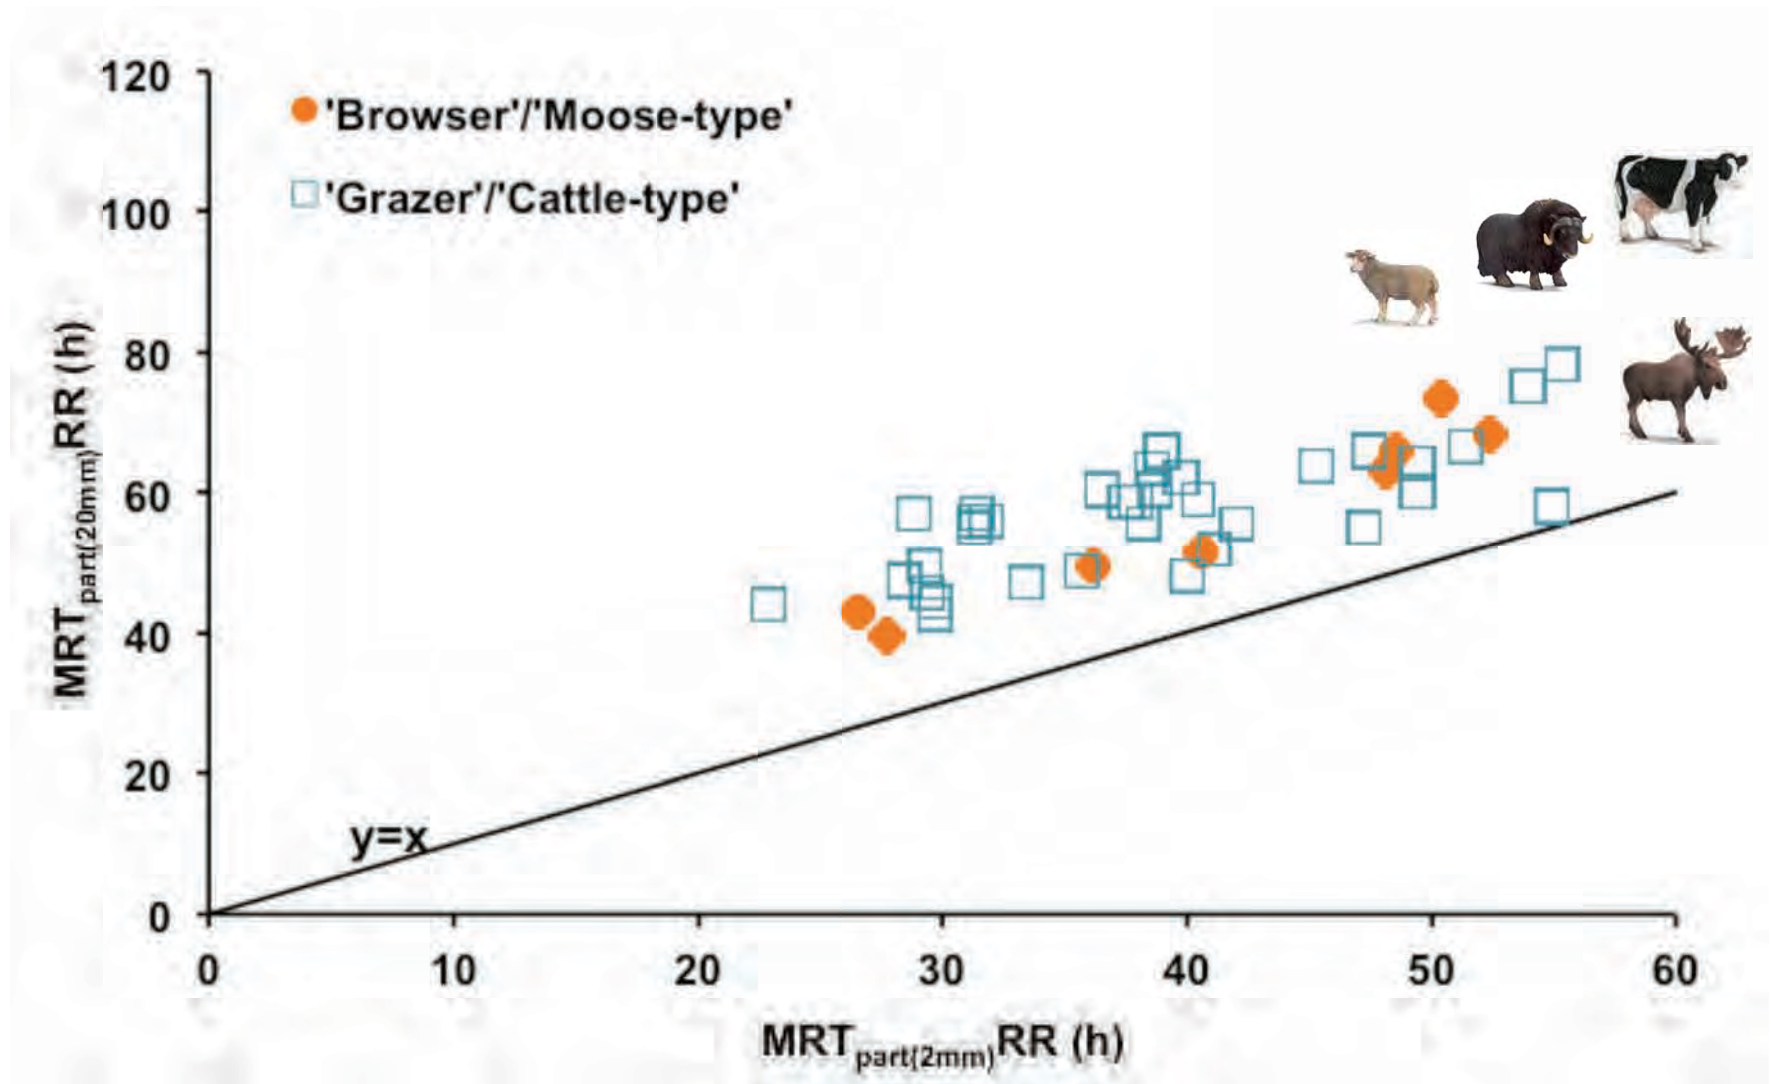 120
'Browser'/'Moose-type'
'Grazer'/'Cattle-type'
100
80
60
40
20
0
MRTpart(20mm)RR (h)
y=x
0 10 20 30 40 50 60
MRTpart(2mm)RR (h)